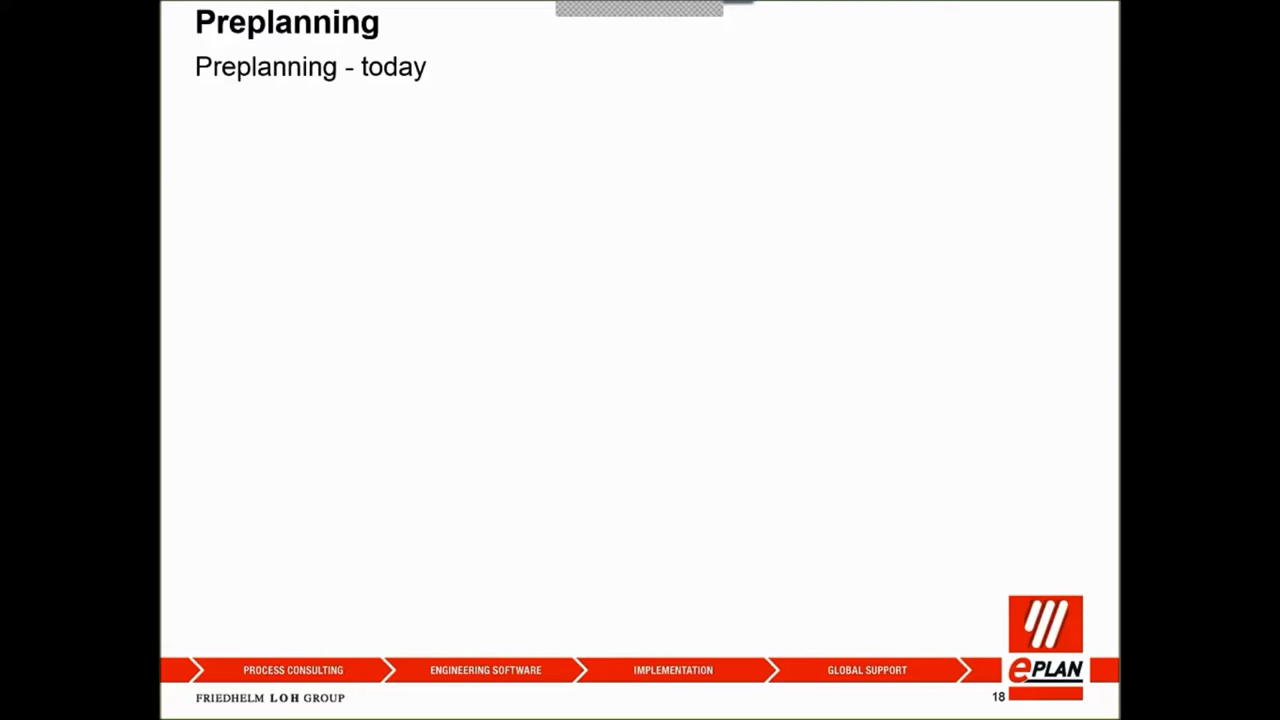 Preplanning
Preplanning - today
PROCESS CONSULTING
ENGINEERING SOFTWARE
IMPLEMENTATION
GLOBAL SUPPORT
ePLAN
FRIEDHELM LOH GROUP
18